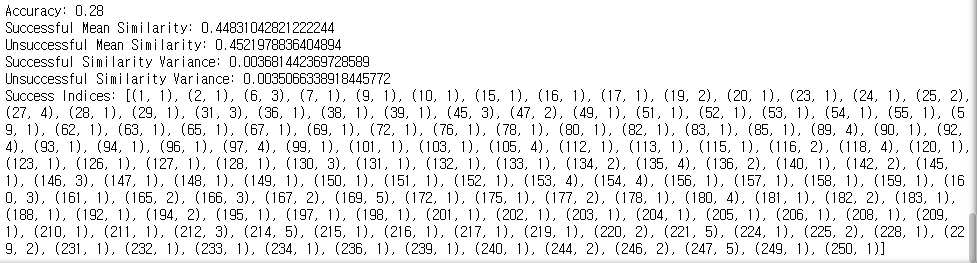 Accuracy: 0.28
Successful Mean Similarity: 0.44831042821222244
Unsuccessful Mean Similarity: 0.4521978836404894
Successful Similarity Variance: 0.003681442369728589
Unsuccessful Similarity Variance: 0.0035066338918445772
Success Indices: [(1, 1), (2, 1), (6, 3), (7, 1), (9, 1), (10, 1), (15, 1), (16, 1), (17, 1), (19, 2), (20, 1), (23, 1), (24, 1), (25, 2),
(27, 4), (28, 1), (29, 1), (31, 3), (36, 1), (38, 1), (39, 1), (45, 3), (47, 2), (49, 1), (51, 1), (52, 1), (53, 1), (54, 1), (55, 1), (5
9, 1), (62, 1), (63, 1), (65, 1), (67, 1), (69, 1), (72, 1), (76, 1), (78, 1), (80, 1), (82, 1), (83, 1), (85, 1), (89, 4), (90, 1), (92,
4), (93, 1), (94, 1), (96, 1), (97, 4), (99, 1), (101, 1), (103, 1), (105, 4), (112, 1), (113, 1), (115, 1), (116, 2), (118, 4), (120, 1),
(123, 1), (126, 1), (127, 1), (128, 1), (130, 3), (131, 1), (132, 1), (133, 1), (134, 2), (135, 4), (136, 2), (140, 1), (142, 2), (145,
1), (146, 3), (147, 1), (148, 1), (149, 1), (150, 1), (151, 1), (152, 1), (153, 4), (154, 4), (156, 1), (157, 1), (158, 1), (159, 1), (16
0, 3), (161, 1), (165, 2), (166, 3), (167, 2), (169, 5), (172, 1), (175, 1), (177, 2), (178, 1), (180, 4), (181, 1), (182, 2), (183, 1),
(188, 1), (192, 1), (194, 2), (195, 1), (197, 1), (198, 1), (201, 1), (202, 1), (203, 1), (204, 1), (205, 1), (206, 1), (208, 1), (209,
1), (210, 1), (211, 1), (212, 3), (214, 5), (215, 1), (216, 1), (217, 1), (219, 1), (220, 2), (221, 5), (224, 1), (225, 2), (228, 1), (22
9, 2), (231, 1), (232, 1), (233, 1), (234, 1), (236, 1), (239, 1), (240, 1), (244, 2), (246, 2), (247, 5), (249, 1), (250, 1)]